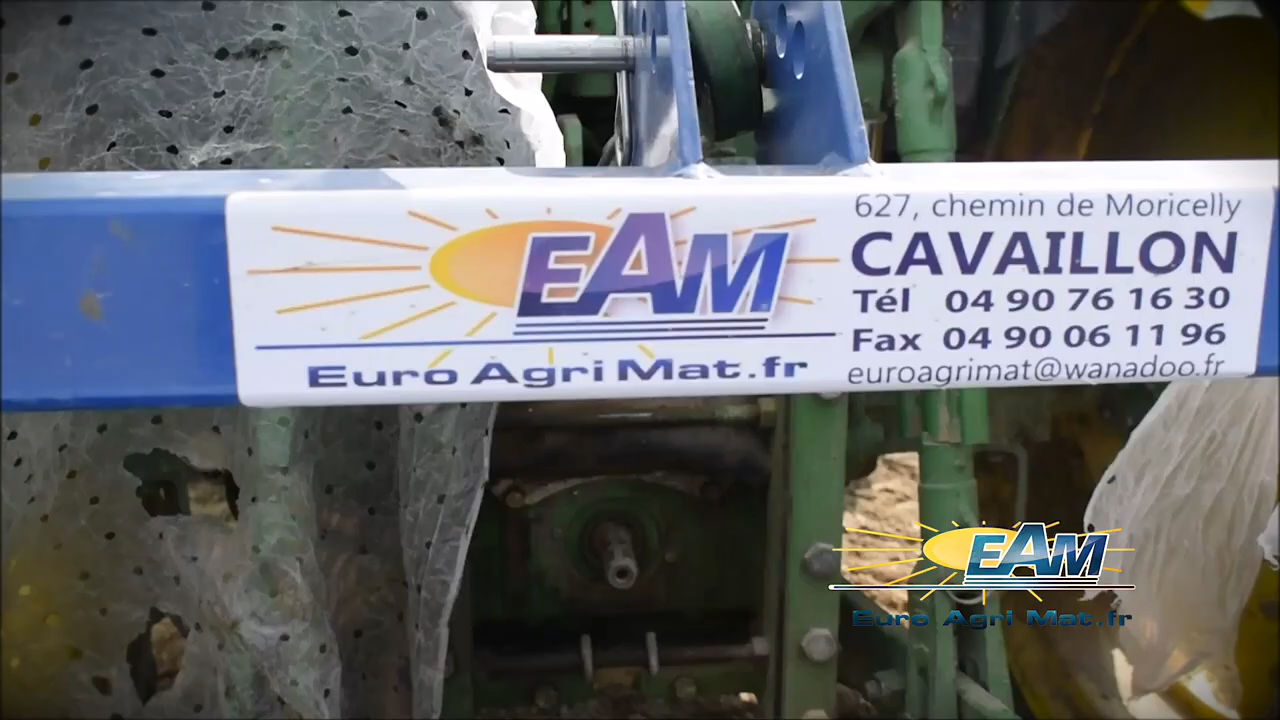 EAM
Euro Agri Mat.fr
627, chemin de Moricelly
CAVAILLON
Tél 04 90 76 16 30
Fax 04 90 06 11 96
euroagrimat@wanadoo.fr
EAM
Euro Agri Mat.fr